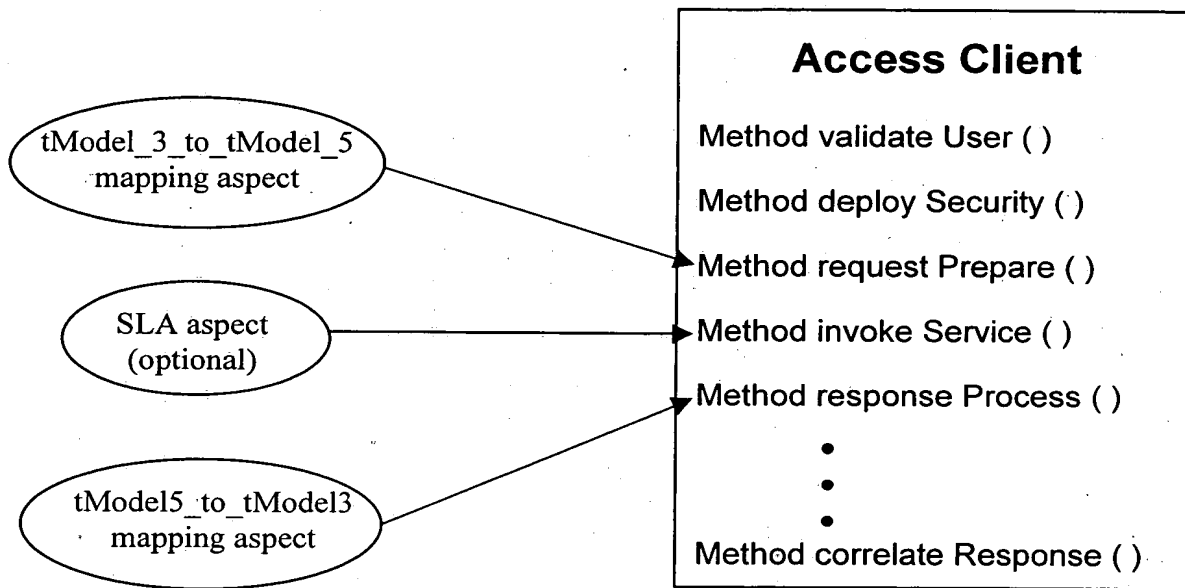 Access Client
tModel_3_to_tModel_5
mapping aspect
SLA aspect
(optional)
tModel5_to_tModel3
mapping aspect
Method validate User ( )
Method deploy Security ( )
Method request Prepare ( )
Method invoke Service ( )
Method response Process ( )
Method correlate Response ( )